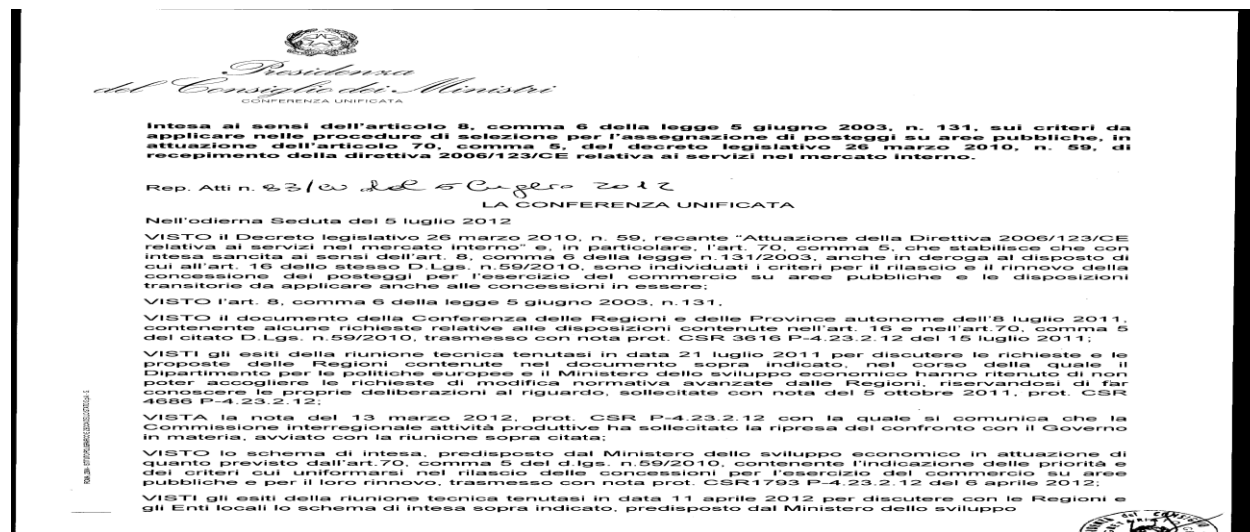 Presidenza
del Consiglio dei Ministri
CONFERENZA UNIFICATA
Intesa ai sensi dell'articolo 8, comma 6 della legge 5 giugno 2003, n. 131, sui criteri da
applicare nelle procedure di selezione per l'assegnazione di posteggi su aree pubbliche, in
attuazione dell'articolo 70, comma 5, del decreto legislativo 26 marzo 2010, n. 59, di
recepimento della direttiva 2006/123/CE relativa ai servizi nel mercato interno.
Rep. Atti n. 83/CU del 5 luglio 2012
LA CONFERENZA UNIFICATA
Nell'odierna Seduta del 5 luglio 2012
VISTO il Decreto legislativo 26 marzo 2010, n. 59, recante "Attuazione della Direttiva 2006/123/CE
relativa ai servizi nel mercato interno" e, in particolare, l'art. 70, comma 5, che stabilisce che con
intesa sancita ai sensi dell'art. 8, comma 6 della legge n.131/2003, anche in deroga al disposto di
cui all'art. 16 dello stesso D.Lgs. n.59/2010, sono individuati i criteri per il rilascio e il rinnovo della
concessione dei posteggi per l'esercizio del commercio su aree pubbliche e le disposizioni
transitorie da applicare anche alle concessioni in essere;
VISTO l'art. 8, comma 6 della legge 5 giugno 2003, n.131,
VISTO il documento della Conferenza delle Regioni e delle Province autonome dell'8 luglio 2011,
contenente alcune richieste relative alle disposizioni contenute nell'art. 16 e nell'art.70, comma 5
del citato D.Lgs. n.59/2010, trasmesso con nota prot. CSR 3616 P-4.23.2.12 del 15 luglio 2011;
VISTI gli esiti della riunione tecnica tenutasi in data 21 luglio 2011 per discutere le richieste e le
proposte delle Regioni contenute nel documento sopra indicato, nel corso della quale il
Dipartimento per le politiche europee e il Ministero dello sviluppo economico hanno ritenuto di non
poter accogliere le richieste di modifica normativa avanzate dalle Regioni, riservandosi di far
conoscere le proprie deliberazioni al riguardo, sollecitate con nota del 5 ottobre 2011, prot. CSR
4686 P-4.23.2.12;
VISTA la nota del 13 marzo 2012, prot. CSR P-4.23.2.12 con la quale si comunica che la
Commissione interregionale attività produttive ha sollecitato la ripresa del confronto con il Governo
in materia, avviato con la riunione sopra citata;
VISTO lo schema di intesa, predisposto dal Ministero dello sviluppo economico in attuazione di
quanto previsto dall'art.70, comma 5 del d.lgs. n.59/2010, contenente l'indicazione delle priorità e
dei criteri cui uniformarsi nel rilascio delle concessioni per l'esercizio del commercio su aree
pubbliche e per il loro rinnovo, trasmesso con nota prot. CSR1793 P-4.23.2.12 del 6 aprile 2012;
VISTI gli esiti della riunione tecnica tenutasi in data 11 aprile 2012 per discutere con le Regioni e
gli Enti locali lo schema di intesa sopra indicato, predisposto dal Ministero dello sviluppo